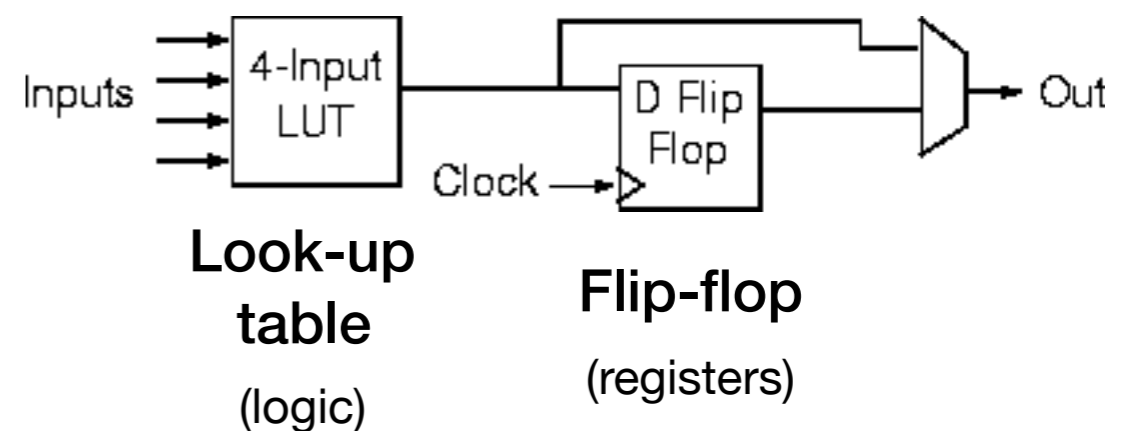 Inputs
4-Input
LUT
Clock
D Flip
Flop
Out
Look-up
table
(logic)
Flip-flop
(registers)